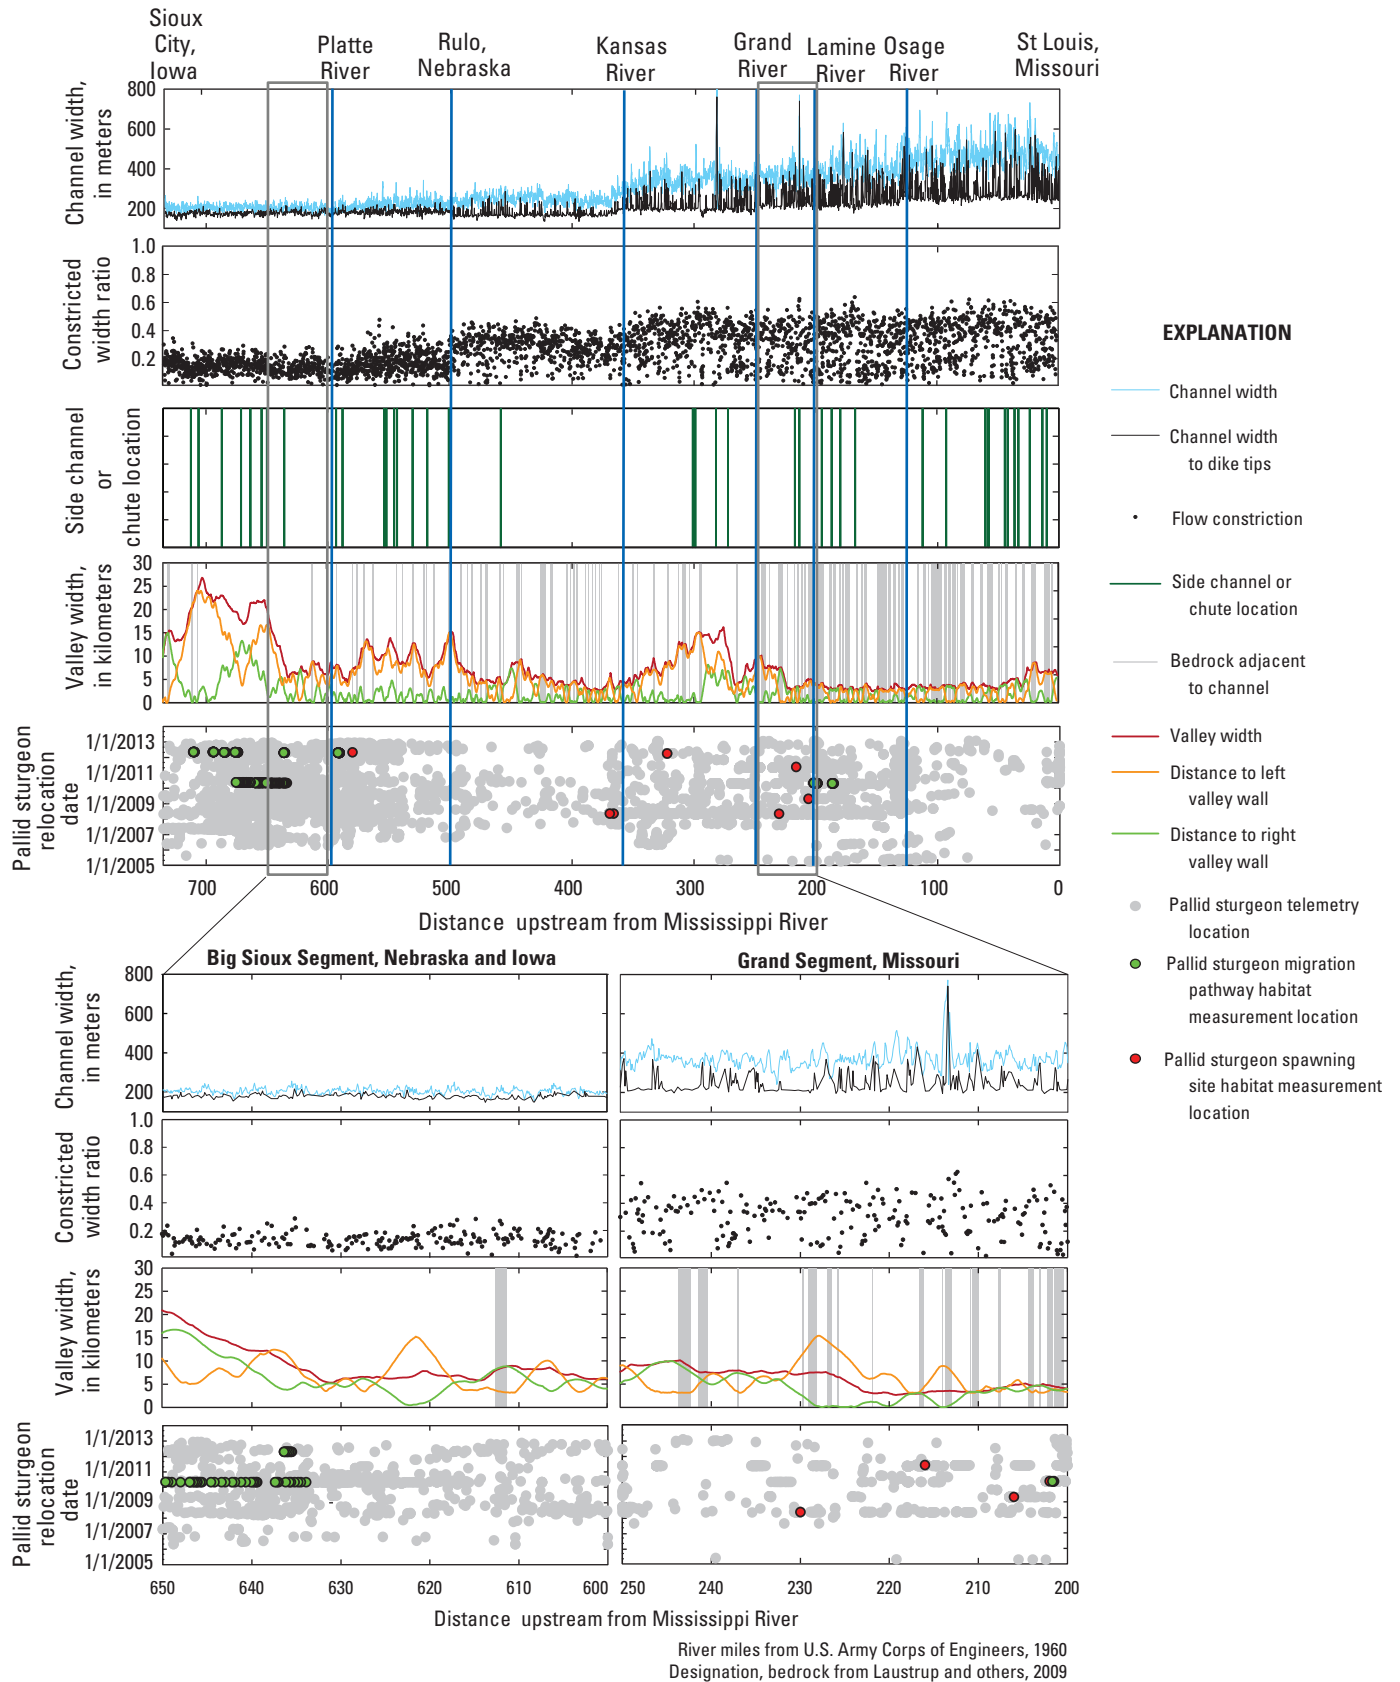 Sioux
City,
Iowa
Platte
River
Rulo,
Nebraska
Kansas
River
Grand
River
Lamine
River
Osage
River
St Louis,
Missouri
Channel width,
in meters
800
600
400
200
Constricted
width ratio
1.0
0.8
0.6
0.4
0.2
Side channel
or
chute location
Valley width,
in kilometers
30
25
20
15
10
5
0
Pallid sturgeon
relocation
date
1/1/2013
1/1/2011
1/1/2009
1/1/2007
1/1/2005
700
600
500
400
300
200
100
0
Distance upstream from Mississippi River
EXPLANATION
Channel width
Channel width
to dike tips
Flow constriction
Side channel or
chute location
Bedrock adjacent
to channel
Valley width
Distance to left
valley wall
Distance to right
valley wall
Pallid sturgeon telemetry
location
Pallid sturgeon migration
pathway habitat
measurement location
Pallid sturgeon spawning
site habitat measurement
location
Big Sioux Segment, Nebraska and Iowa
Grand Segment, Missouri
Channel width,
in meters
800
600
400
200
Constricted
width ratio
1.0
0.8
0.6
0.4
0.2
Valley width,
in kilometers
30
25
20
15
10
5
0
Pallid sturgeon
relocation
date
1/1/2013
1/1/2011
1/1/2009
1/1/2007
1/1/2005
650
640
630
620
610
600
250
240
230
220
210
200
Distance upstream from Mississippi River
River miles from U.S. Army Corps of Engineers, 1960
Designation, bedrock from Laustrup and others, 2009